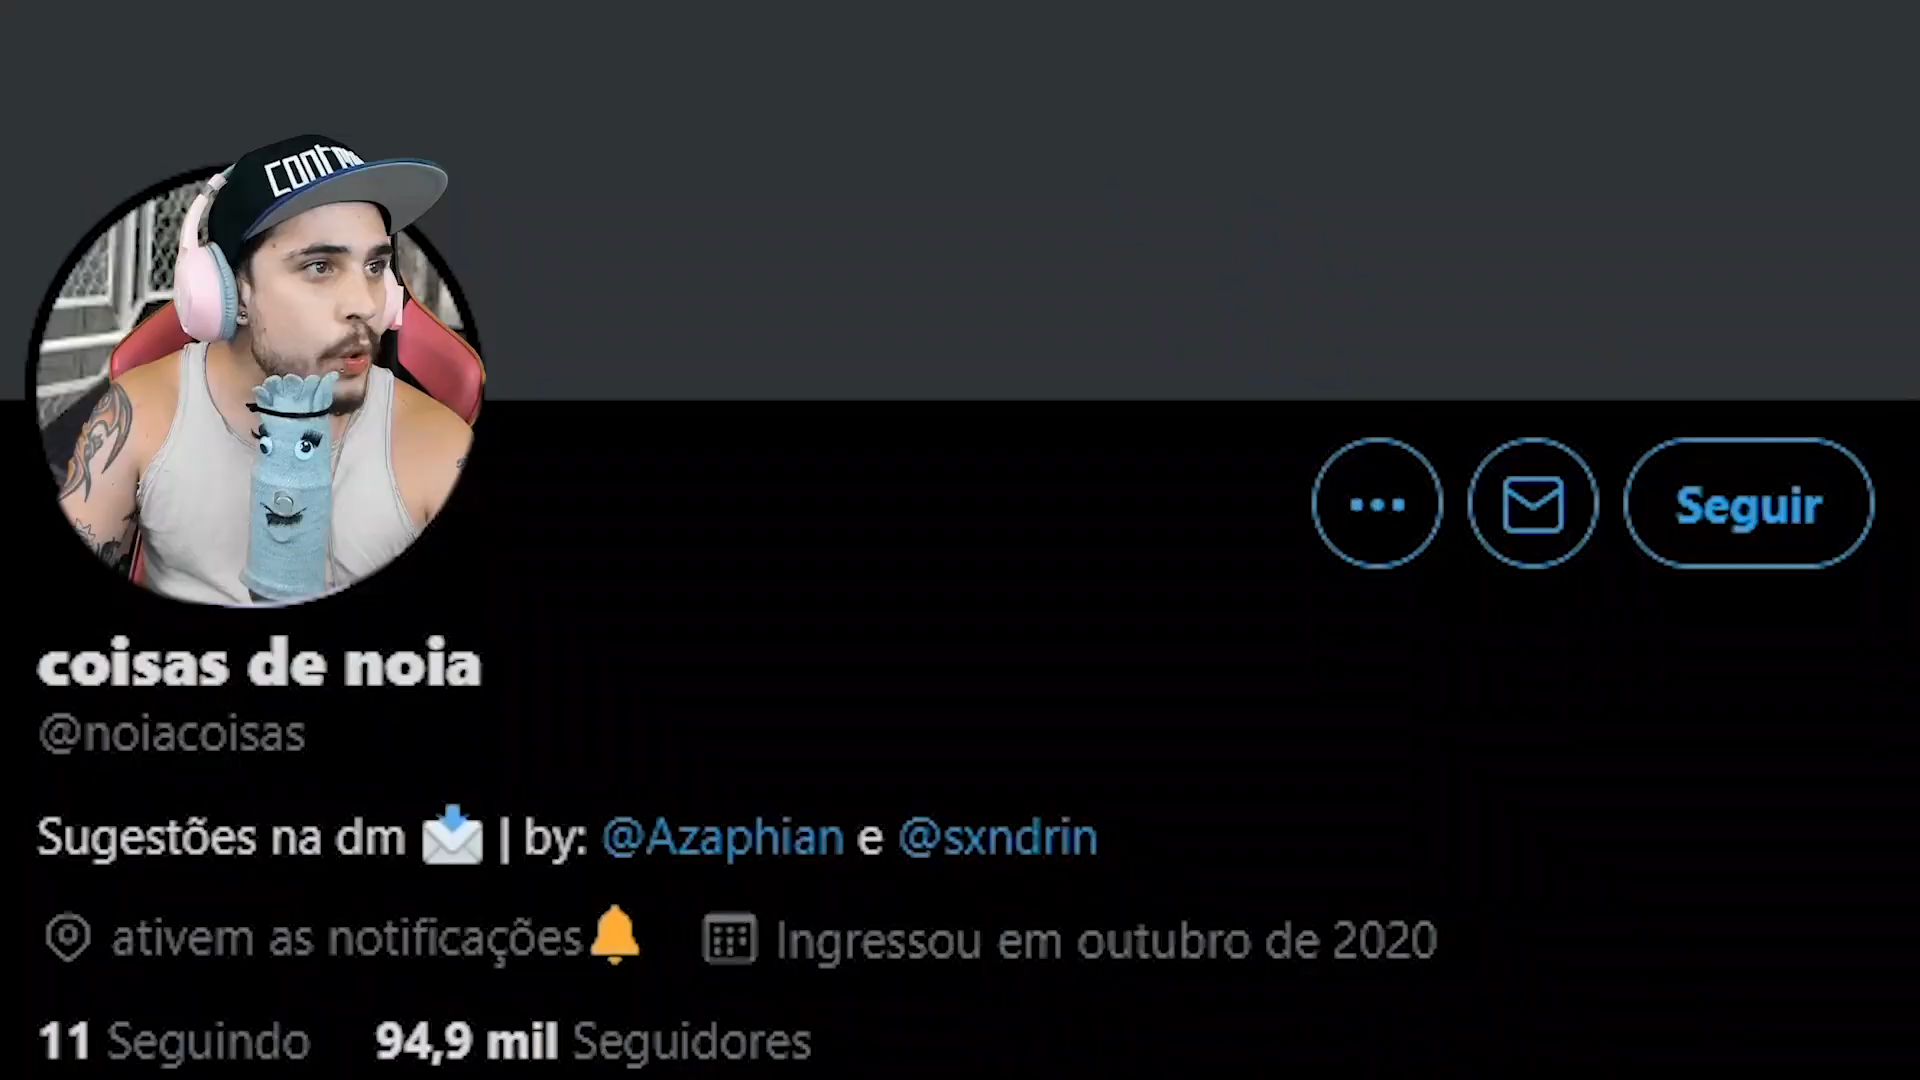 Seguir
coisas de noia
@noiacoisas
Sugestões na dm 📩 | by: @Azaphian e @sxndrin
ativem as notificações🔔 Ingressou em outubro de 2020
11 Seguindo 94,9 mil Seguidores